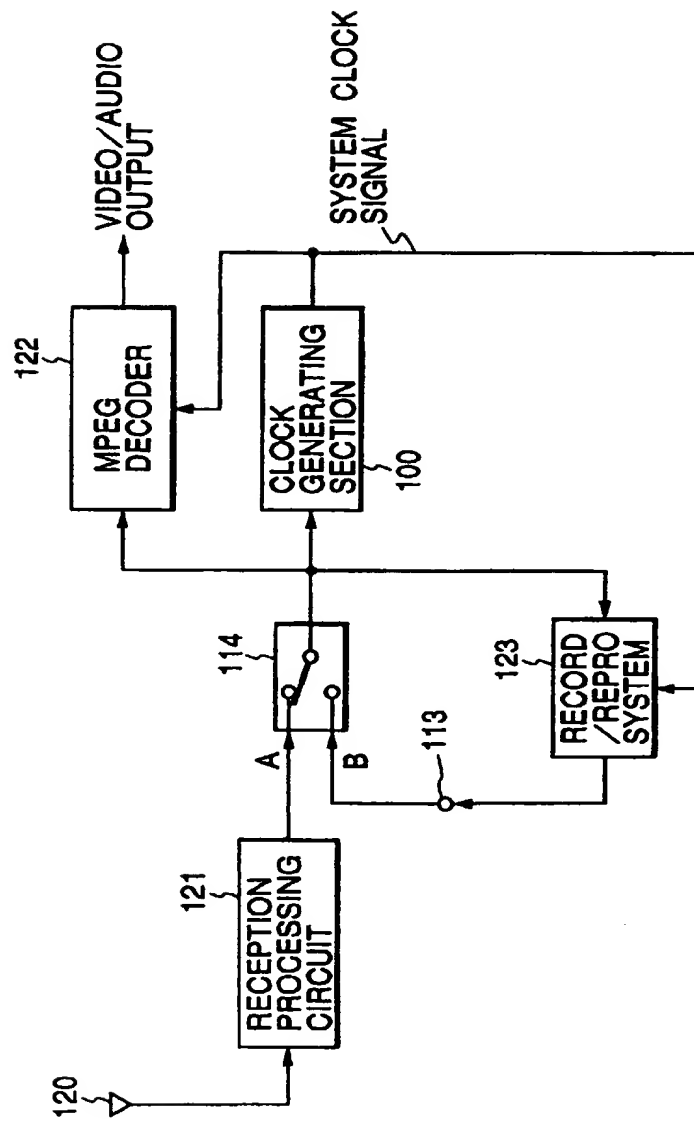 120
121
RECEPTION
PROCESSING
CIRCUIT
A
B
114
113
122
MPEG
DECODER
VIDEO/AUDIO
OUTPUT
CLOCK
GENERATING
SECTION
100
SYSTEM CLOCK
SIGNAL
123
RECORD
/REPRO
SYSTEM